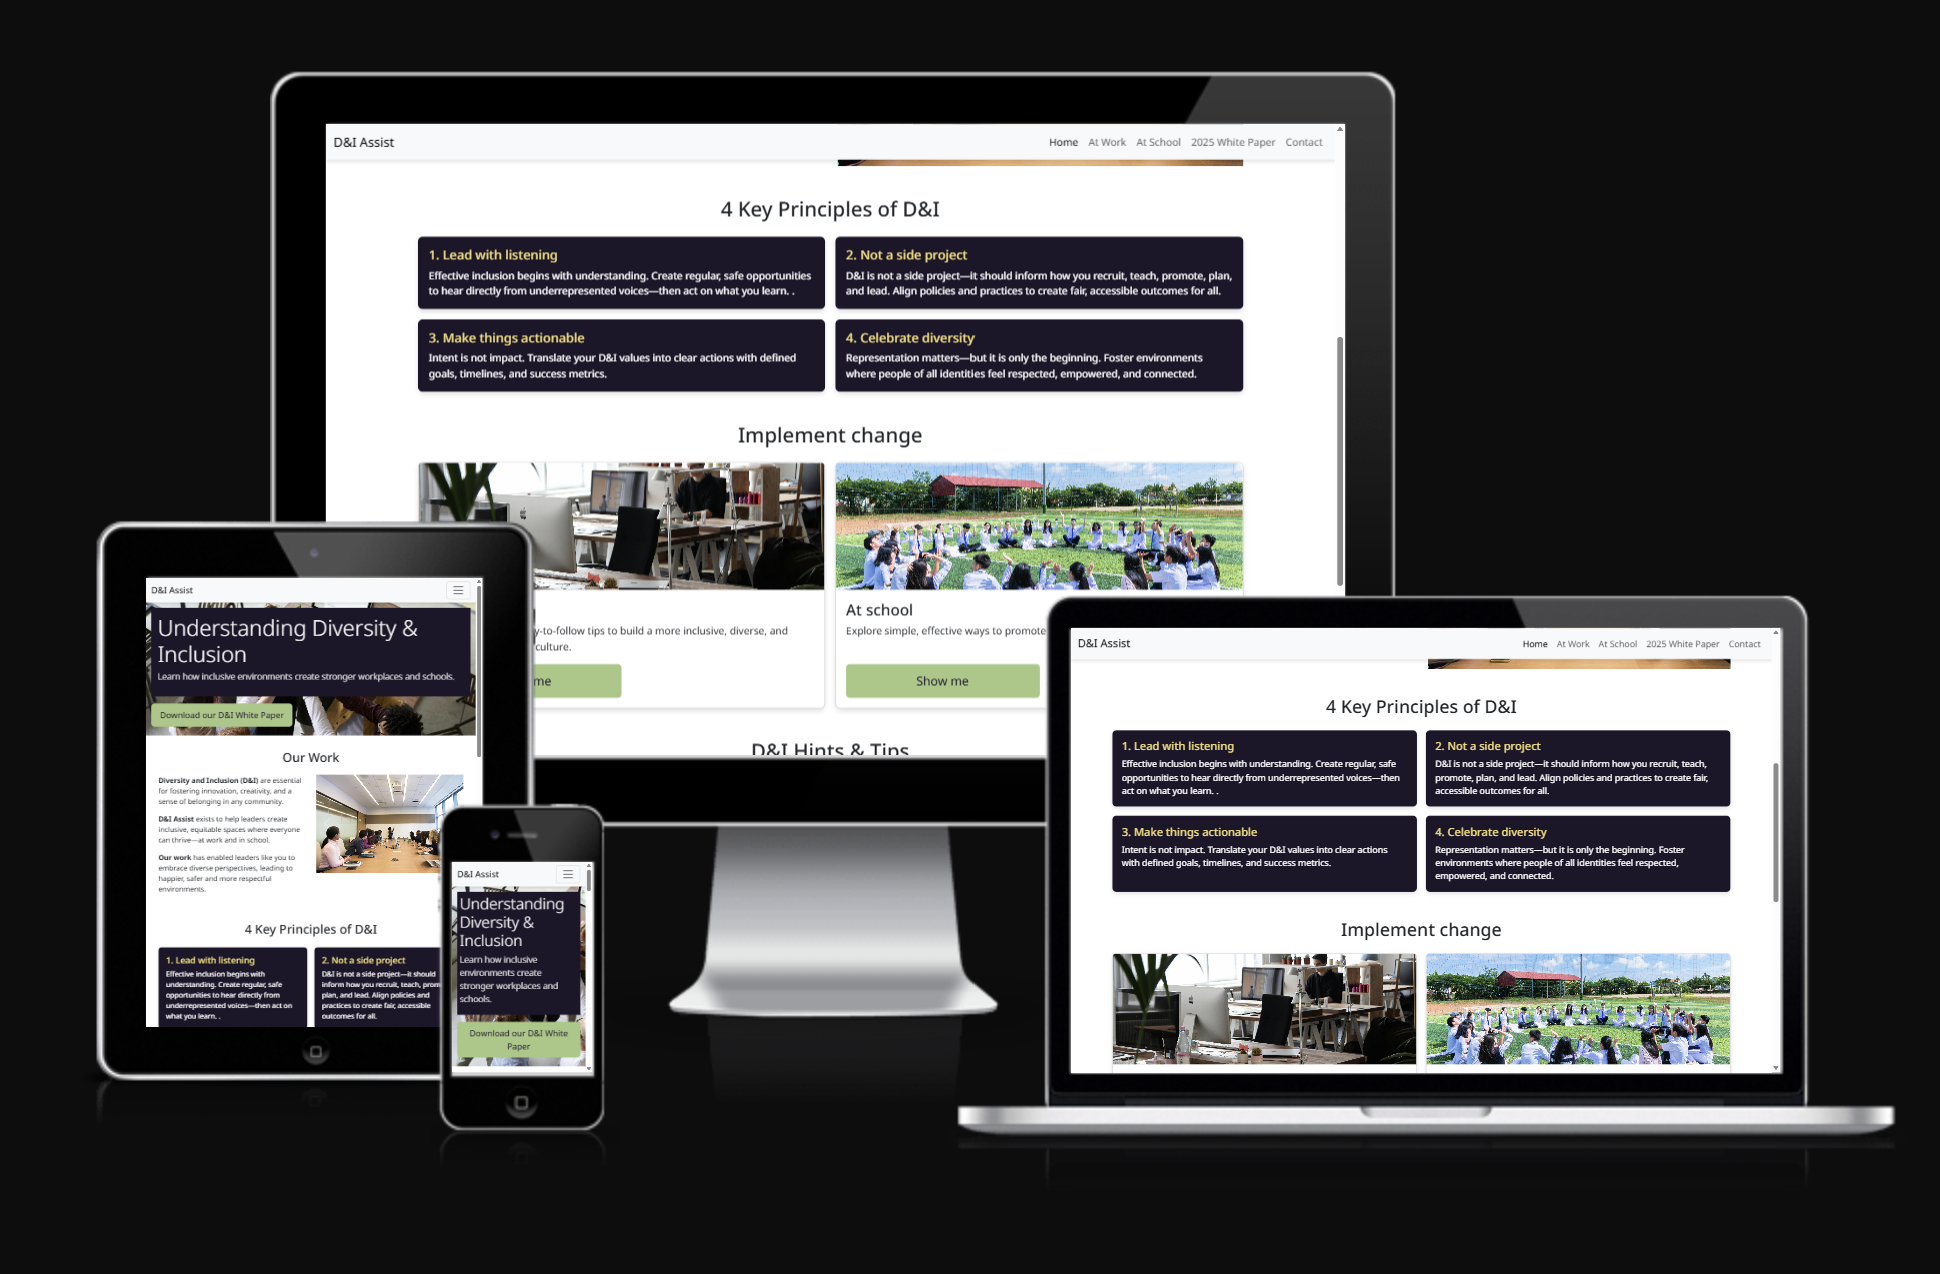 D&I Assist
Home At Work At School 2025 White Paper Contact
4 Key Principles of D&I
1. Lead with listening
Effective inclusion begins with understanding. Create regular, safe opportunities
to hear directly from underrepresented voices—then act on what you learn. .
2. Not a side project
D&I is not a side project—it should inform how you recruit, teach, promote, plan,
and lead. Align policies and practices to create fair, accessible outcomes for all.
3. Make things actionable
Intent is not impact. Translate your D&I values into clear actions with defined
goals, timelines, and success metrics.
4. Celebrate diversity
Representation matters—but it is only the beginning. Foster environments
where people of all identities feel respected, empowered, and connected.
Implement change
y-to-follow tips to build a more inclusive, diverse, and
culture.
me
At school
Explore simple, effective ways to promote
Show me
D&I Hints & Tips
D&I Assist
Understanding Diversity &
Inclusion
Learn how inclusive environments create stronger workplaces and schools.
Download our D&I White Paper
Our Work
Diversity and Inclusion (D&I) are essential
for fostering innovation, creativity, and a
sense of belonging in any community.
D&I Assist exists to help leaders create
inclusive, equitable spaces where everyone
can thrive—at work and in school.
Our work has enabled leaders like you to
embrace diverse perspectives, leading to
happier, safer and more respectful
environments.
4 Key Principles of D&I
1. Lead with listening
Effective inclusion begins with
understanding. Create regular, safe
opportunities to hear directly from
underrepresented voices—then act on
what you learn. .
2. Not a side project
D&I is not a side project—it should
inform how you recruit, teach, prom
plan, and lead. Align policies and
practices to create fair, accessible
outcomes for all.
D&I Assist
Understanding
Diversity &
Inclusion
Learn how inclusive
environments create
stronger workplaces and
schools.
Download our D&I White
Paper
D&I Assist
Home At Work At School 2025 White Paper Contact
4 Key Principles of D&I
1. Lead with listening
Effective inclusion begins with understanding. Create regular, safe
opportunities to hear directly from underrepresented voices—then
act on what you learn. .
2. Not a side project
D&I is not a side project—it should inform how you recruit, teach,
promote, plan, and lead. Align policies and practices to create fair,
accessible outcomes for all.
3. Make things actionable
Intent is not impact. Translate your D&I values into clear actions
with defined goals, timelines, and success metrics.
4. Celebrate diversity
Representation matters—but it is only the beginning. Foster
environments where people of all identities feel respected,
empowered, and connected.
Implement change